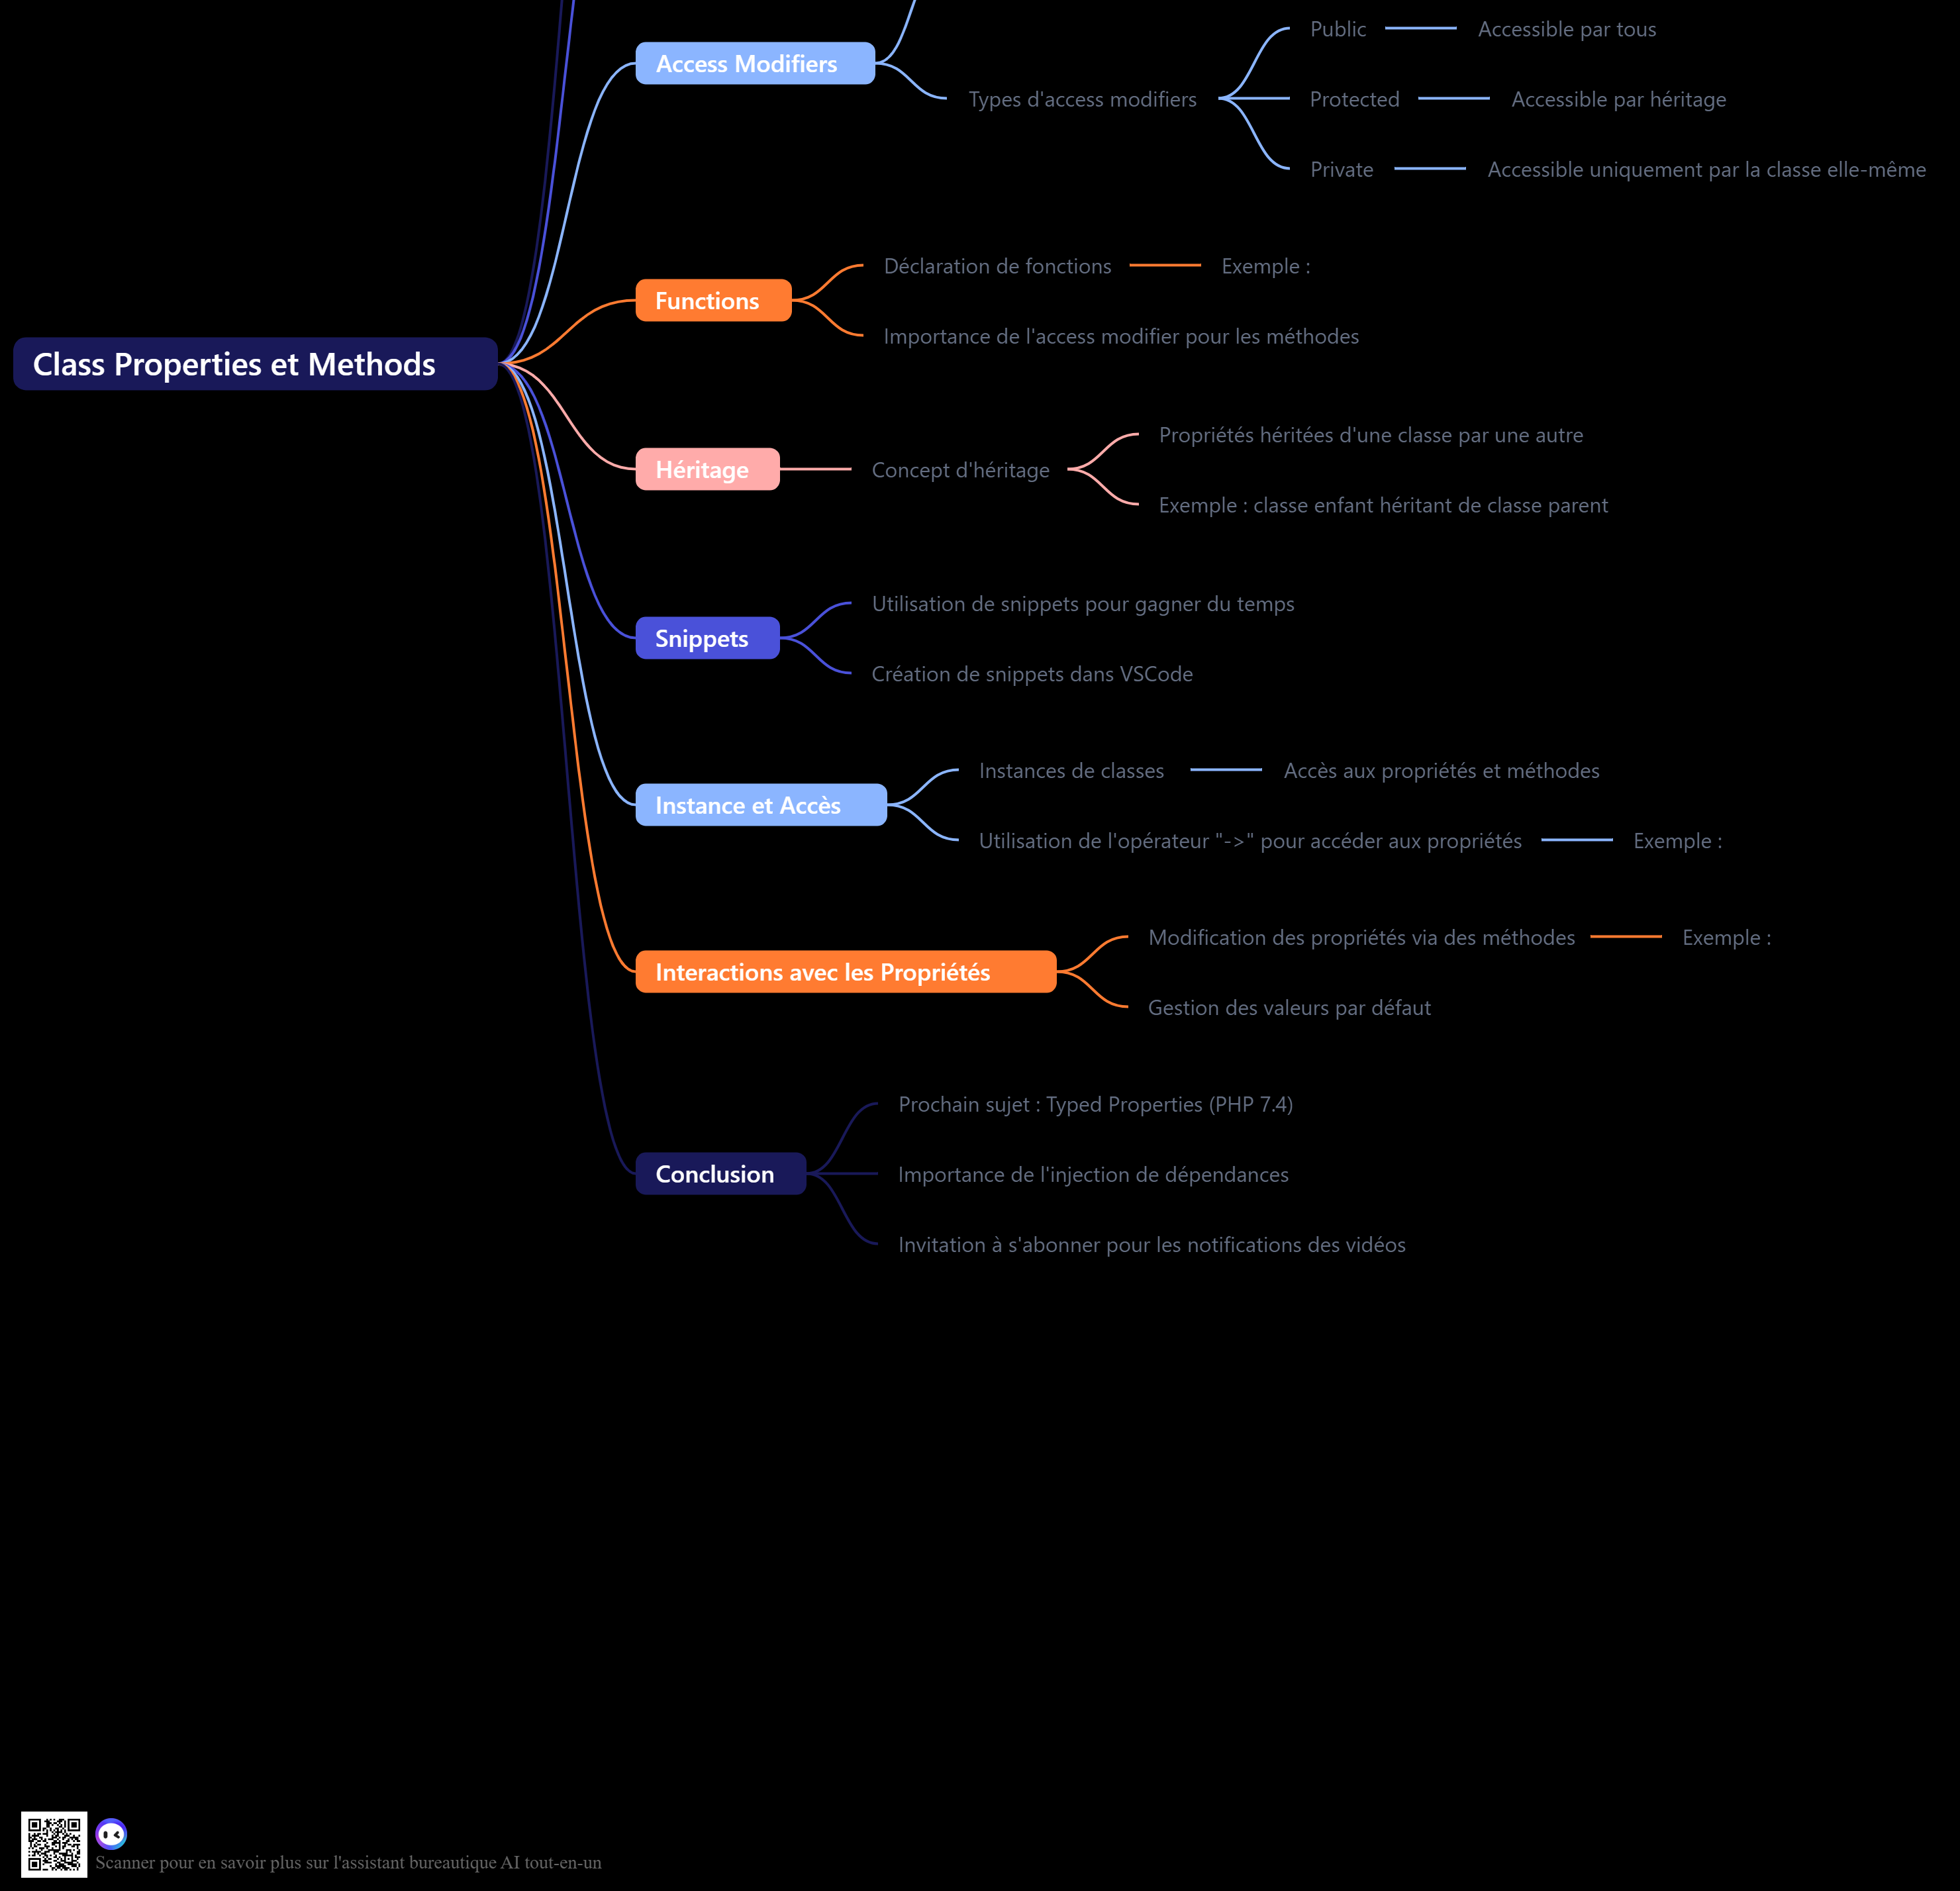 Class Properties et Methods
Access Modifiers
Types d'access modifiers
Public
Accessible par tous
Protected
Accessible par héritage
Private
Accessible uniquement par la classe elle-même
Functions
Déclaration de fonctions
Exemple :
Importance de l'access modifier pour les méthodes
Héritage
Concept d'héritage
Propriétés héritées d'une classe par une autre
Exemple : classe enfant héritant de classe parent
Snippets
Utilisation de snippets pour gagner du temps
Création de snippets dans VSCode
Instance et Accès
Instances de classes
Accès aux propriétés et méthodes
Utilisation de l'opérateur "->" pour accéder aux propriétés
Exemple :
Interactions avec les Propriétés
Modification des propriétés via des méthodes
Exemple :
Gestion des valeurs par défaut
Conclusion
Prochain sujet : Typed Properties (PHP 7.4)
Importance de l'injection de dépendances
Invitation à s'abonner pour les notifications des vidéos
Scanner pour en savoir plus sur l'assistant bureautique AI tout-en-un